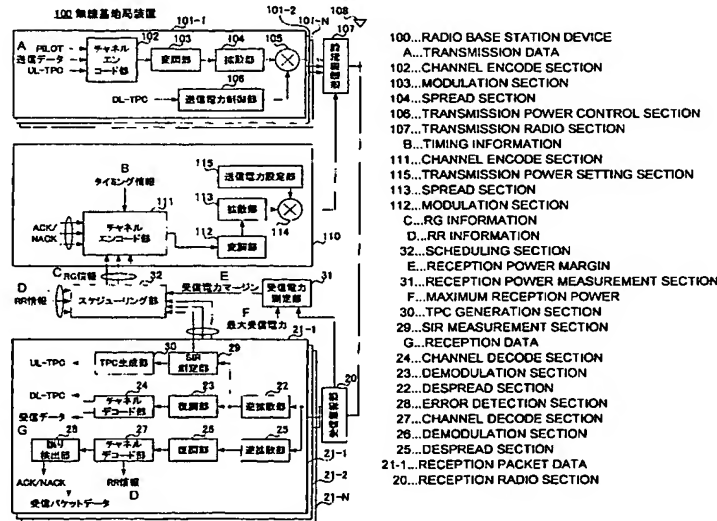 100 無線基地局装置
101-1
101-2
101-N
108
107
A
PILOT
送信データ
UL-TPC
チャネルエンコード部
102
変調部
103
拡散部
104
105
DL-TPC
送信電力制御部
106
B
タイミング情報
ACK/
NACK
チャネル
エンコード部
111
送信電力設定部
115
拡散部
113
114
変調部
112
110
C RG情報
32
D
RR情報
スケジューリング部
E
受信電力マージン
受信電力
測定部
31
F
最大受信電力
21-1
UL-TPC
TPC生成部
30
SIR
測定部
29
DL-TPC
受信データ
チャネル
デコード部
24
復調部
23
逆拡散部
22
20
G
誤り
検出部
28
チャネル
デコード部
27
復調部
26
逆拡散部
25
ACK/NACK
RR情報
D
受信パケットデータ
21-1
21-2
21-N
100...RADIO BASE STATION DEVICE
A...TRANSMISSION DATA
102...CHANNEL ENCODE SECTION
103...MODULATION SECTION
104...SPREAD SECTION
106...TRANSMISSION POWER CONTROL SECTION
107...TRANSMISSION RADIO SECTION
B...TIMING INFORMATION
111...CHANNEL ENCODE SECTION
115...TRANSMISSION POWER SETTING SECTION
113...SPREAD SECTION
112...MODULATION SECTION
C...RG INFORMATION
D...RR INFORMATION
32...SCHEDULING SECTION
E...RECEPTION POWER MARGIN
31...RECEPTION POWER MEASUREMENT SECTION
F...MAXIMUM RECEPTION POWER
30...TPC GENERATION SECTION
29...SIR MEASUREMENT SECTION
G...RECEPTION DATA
24...CHANNEL DECODE SECTION
23...DEMODULATION SECTION
22...DESPREAD SECTION
28...ERROR DETECTION SECTION
27...CHANNEL DECODE SECTION
26...DEMODULATION SECTION
25...DESPREAD SECTION
21-1...RECEPTION PACKET DATA
20...RECEPTION RADIO SECTION